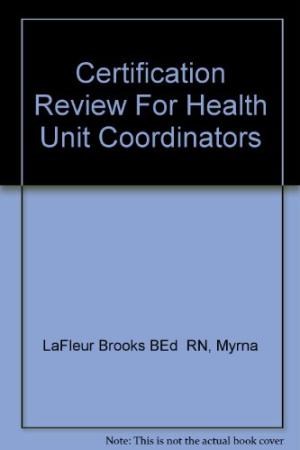 Certification
Review For Health
Unit Coordinators
LaFleur Brooks BEd  RN, Myrna
Note: This is not the actual book cover